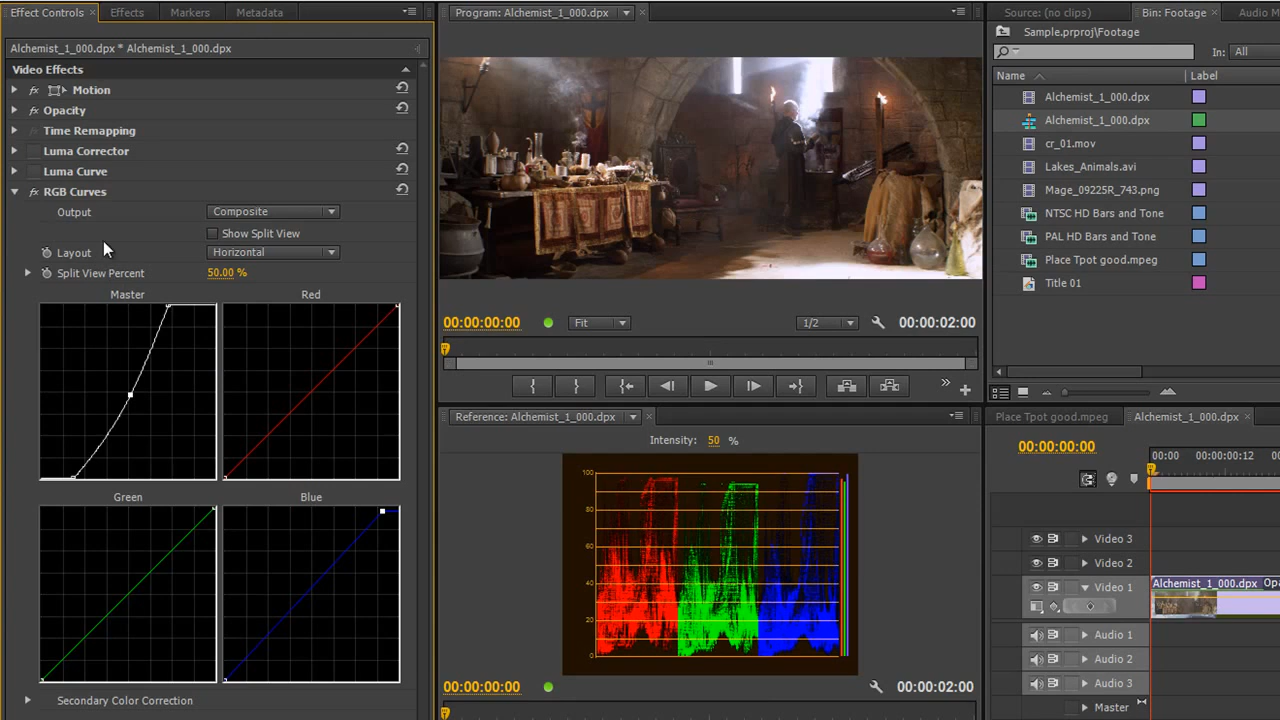 Effect Controls Effects Markers Metadata
Alchemist_1_000.dpx * Alchemist_1_000.dpx
Video Effects
fx Motion
fx Opacity
fx Time Remapping
Luma Corrector
Luma Curve
fx RGB Curves
Output Composite
Show Split View
Layout Horizontal
Split View Percent 50.00 %
Master Red
Green Blue
Secondary Color Correction
Program: Alchemist_1_000.dpx
00:00:00:00 Fit 1/2 00:00:02:00
Reference: Alchemist_1_000.dpx
Intensity: 50 %
100
80
60
40
20
0
00:00:00:00 00:00:02:00
Source: (no clips) Bin: Footage Audio M
Sample.prproj\Footage
In: All
Name Label
Alchemist_1_000.dpx
Alchemist_1_000.dpx
cr_01.mov
Lakes_Animals.avi
Mage_09225R_743.png
NTSC HD Bars and Tone
PAL HD Bars and Tone
Place Tpot good.mpeg
Title 01
Place Tpot good.mpeg Alchemist_1_000.dpx
00:00:00:00
00:00 00:00:00:12
Video 3
Video 2
Video 1
Alchemist_1_000.dpx Opa
Audio 1
Audio 2
Audio 3
Master